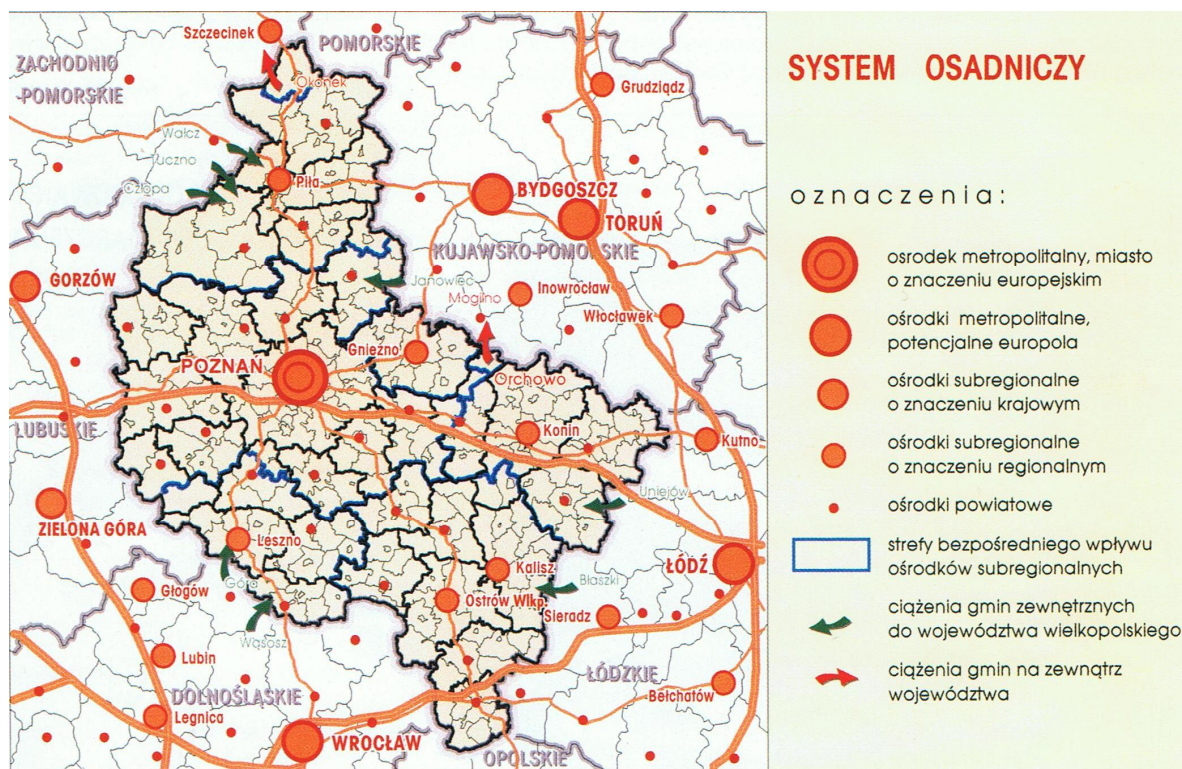 Szczecinek
POMORSKIE
ZACHODNIO
-POMORSKIE
Okonek
Grudziądz
Wałcz
Tuczno
Człopa
Piła
BYDGOSZCZ
TORUŃ
KUJAWSKO-POMORSKIE
GORZÓW
Janowiec
Mogilno
Inowrocław
Włocławek
Gniezno
POZNAŃ
Orchowo
LUBUSKIE
Konin
Kutno
Uniejów
ZIELONA GÓRA
Leszno
Kalisz
ŁÓDŹ
Góra
Błaszki
Głogów
Ostrów Wlkp.
Sieradz
Wąsosz
Lubin
ŁÓDZKIE
DOLNOŚLĄSKIE
Bełchatów
Legnica
WROCŁAW
OPOLSKIE
SYSTEM OSADNICZY
oznaczenia:
osrodek metropolitalny, miasto
o znaczeniu europejskim
ośrodki metropolitalne,
potencjalne europola
ośrodki subregionalne
o znaczeniu krajowym
ośrodki subregionalne
o znaczeniu regionalnym
ośrodki powiatowe
strefy bezpośredniego wpływu
ośrodków subregionalnych
ciążenia gmin zewnętrznych
do województwa wielkopolskiego
ciążenia gmin na zewnątrz
województwa